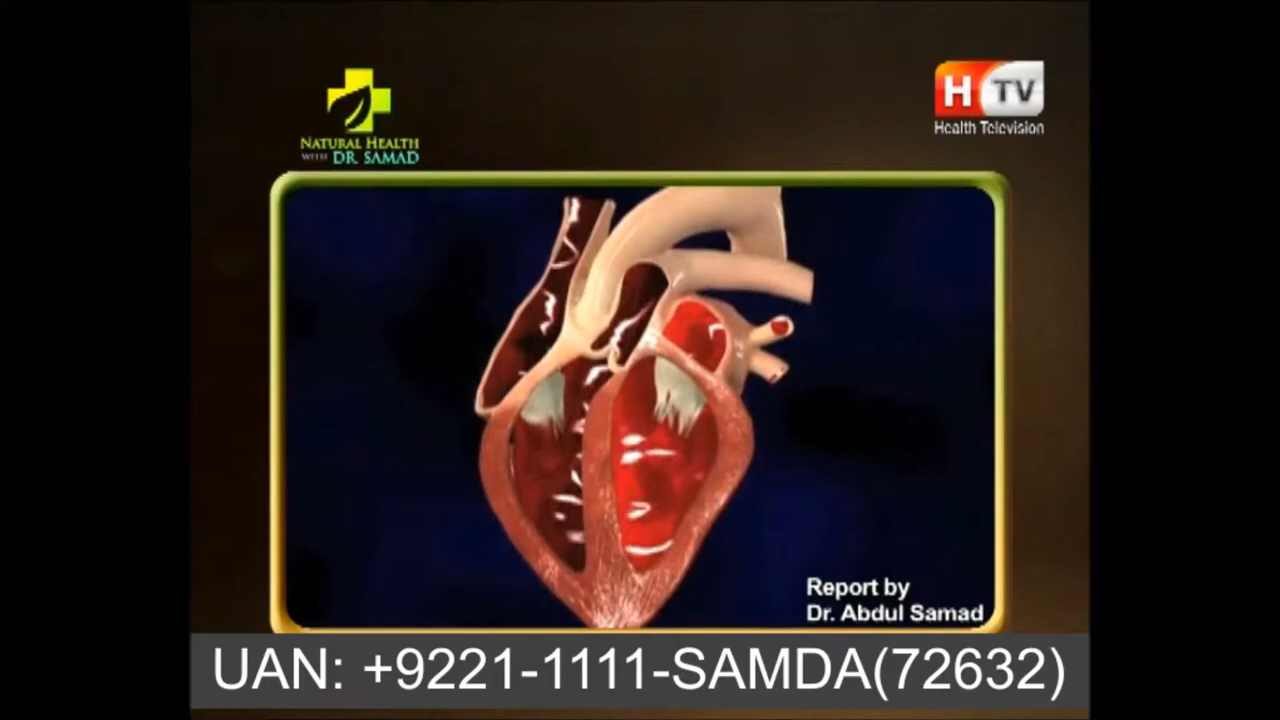 NATURAL HEALTH
WITH DR. SAMAD
H TV
Health Television
Report by
Dr. Abdul Samad
UAN: +9221-1111-SAMDA(72632)